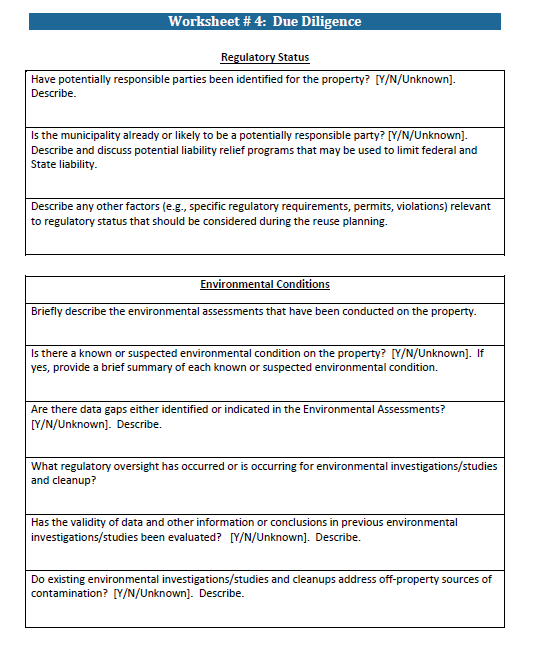 Worksheet # 4:  Due Diligence
Regulatory Status
Have potentially responsible parties been identified for the property?  [Y/N/Unknown].
Describe.
Is the municipality already or likely to be a potentially responsible party? [Y/N/Unknown].
Describe and discuss potential liability relief programs that may be used to limit federal and
State liability.
Describe any other factors (e.g., specific regulatory requirements, permits, violations) relevant
to regulatory status that should be considered during the reuse planning.
Environmental Conditions
Briefly describe the environmental assessments that have been conducted on the property.
Is there a known or suspected environmental condition on the property?  [Y/N/Unknown].  If
yes, provide a brief summary of each known or suspected environmental condition.
Are there data gaps either identified or indicated in the Environmental Assessments?
[Y/N/Unknown].  Describe.
What regulatory oversight has occurred or is occurring for environmental investigations/studies
and cleanup?
Has the validity of data and other information or conclusions in previous environmental
investigations/studies been evaluated?   [Y/N/Unknown].  Describe.
Do existing environmental investigations/studies and cleanups address off-property sources of
contamination?  [Y/N/Unknown].  Describe.